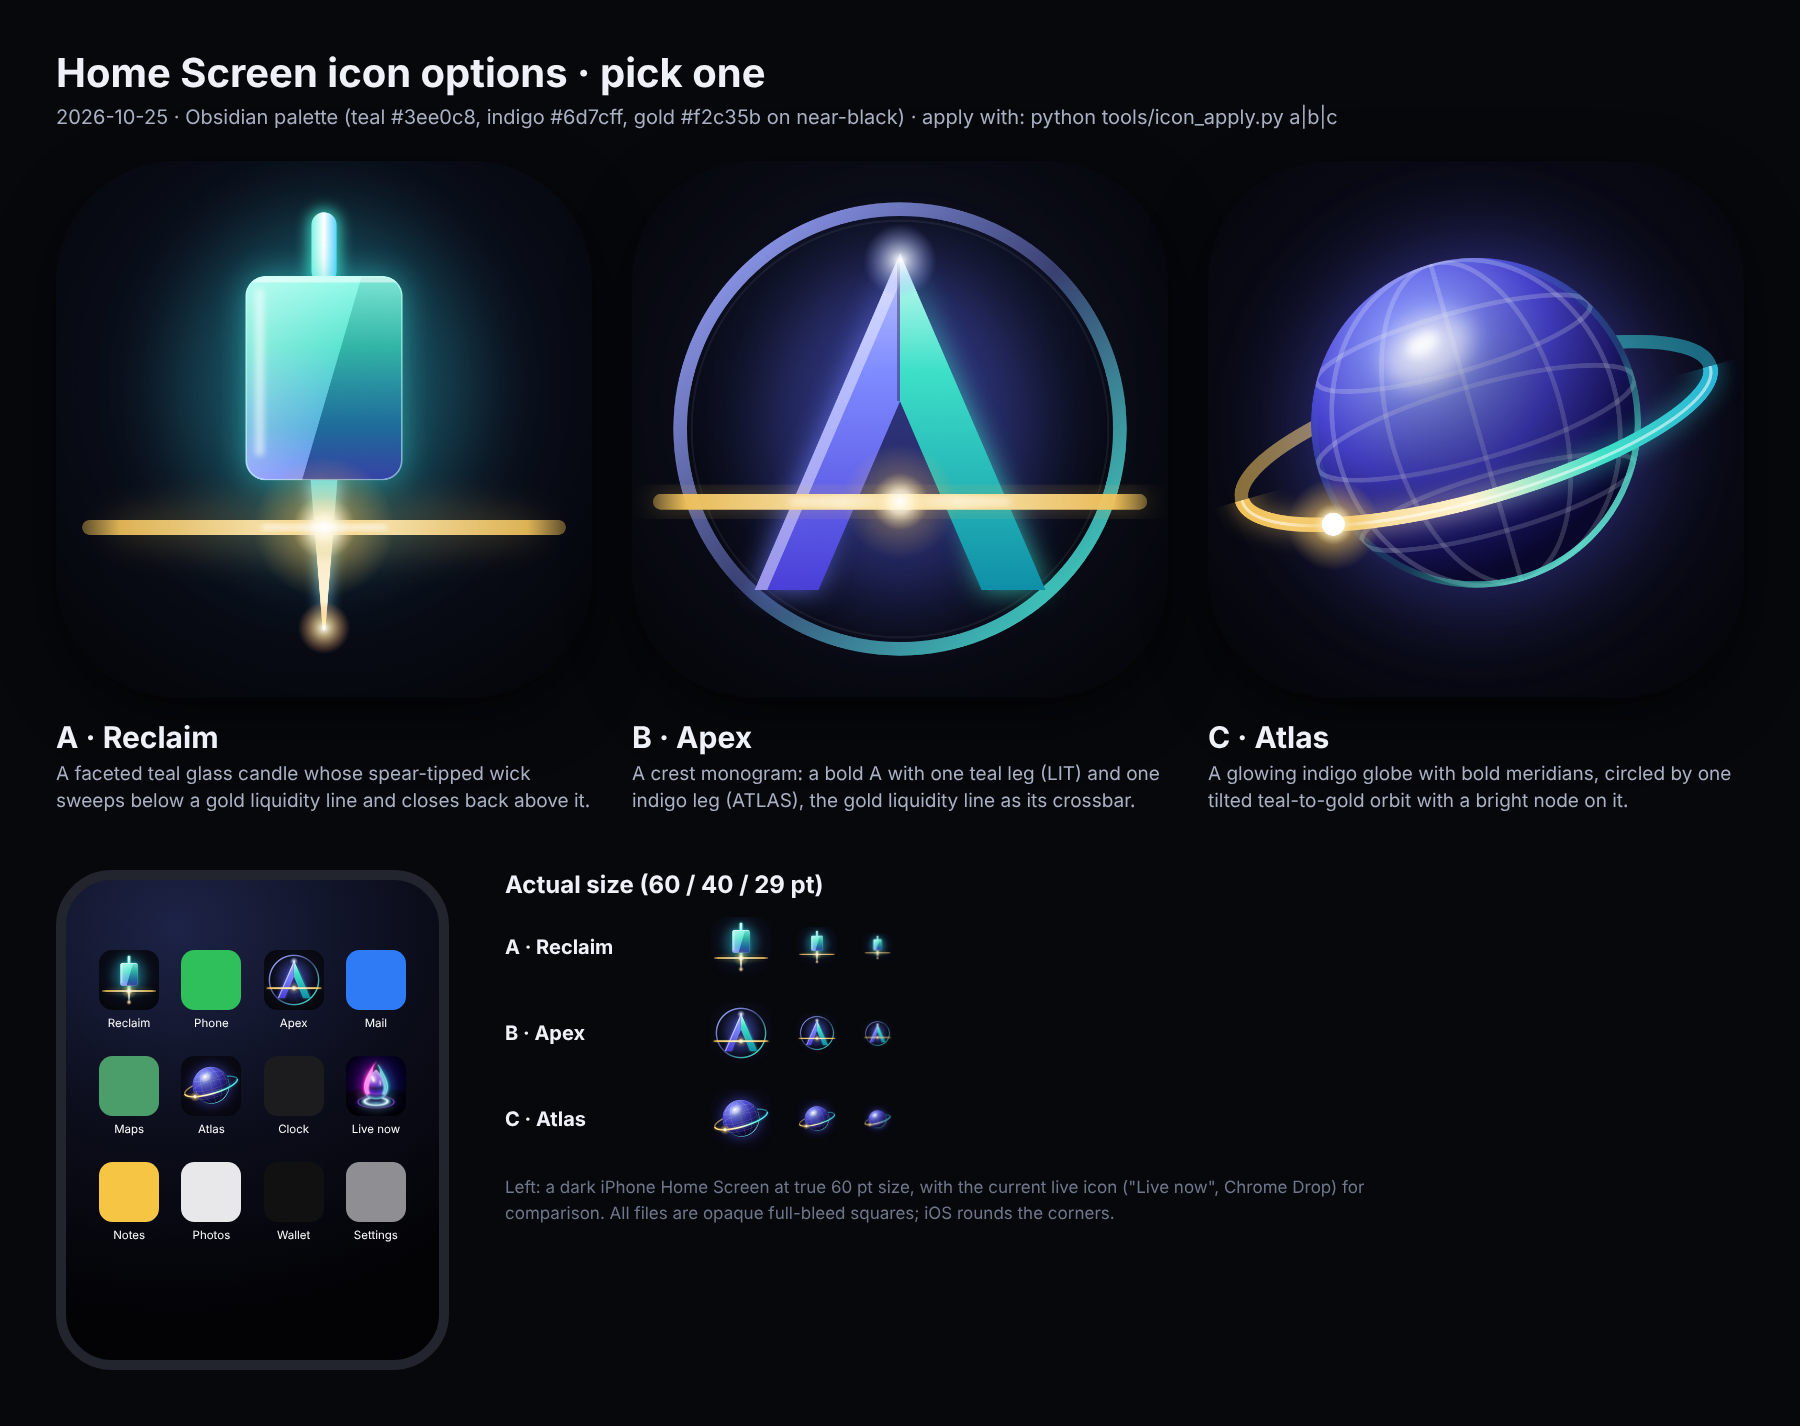 Home Screen icon options · pick one
2026-10-25 · Obsidian palette (teal #3ee0c8, indigo #6d7cff, gold #f2c35b on near-black) · apply with: python tools/icon_apply.py a|b|c
A · Reclaim
A faceted teal glass candle whose spear-tipped wick
sweeps below a gold liquidity line and closes back above it.
B · Apex
A crest monogram: a bold A with one teal leg (LIT) and one
indigo leg (ATLAS), the gold liquidity line as its crossbar.
C · Atlas
A glowing indigo globe with bold meridians, circled by one
tilted teal-to-gold orbit with a bright node on it.
Reclaim
Phone
Apex
Mail
Maps
Atlas
Clock
Live now
Notes
Photos
Wallet
Settings
Actual size (60 / 40 / 29 pt)
A · Reclaim
B · Apex
C · Atlas
Left: a dark iPhone Home Screen at true 60 pt size, with the current live icon ("Live now", Chrome Drop) for
comparison. All files are opaque full-bleed squares; iOS rounds the corners.